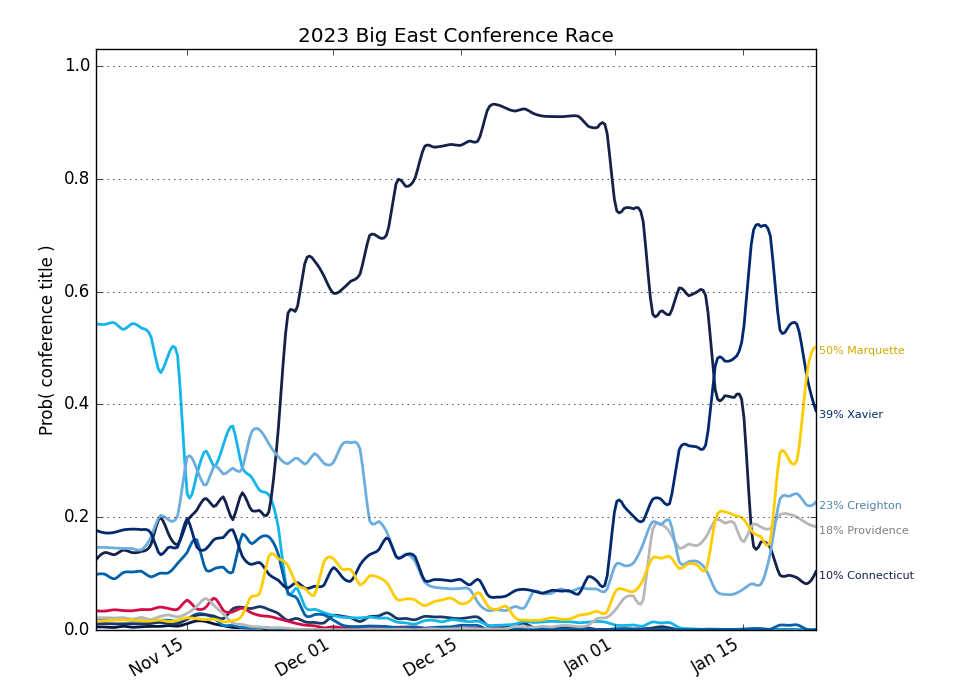 2023 Big East Conference Race
Prob( conference title )
1.0
0.8
0.6
0.4
0.2
0.0
50% Marquette
39% Xavier
23% Creighton
18% Providence
10% Connecticut
Nov 15
Dec 01
Dec 15
Jan 01
Jan 15